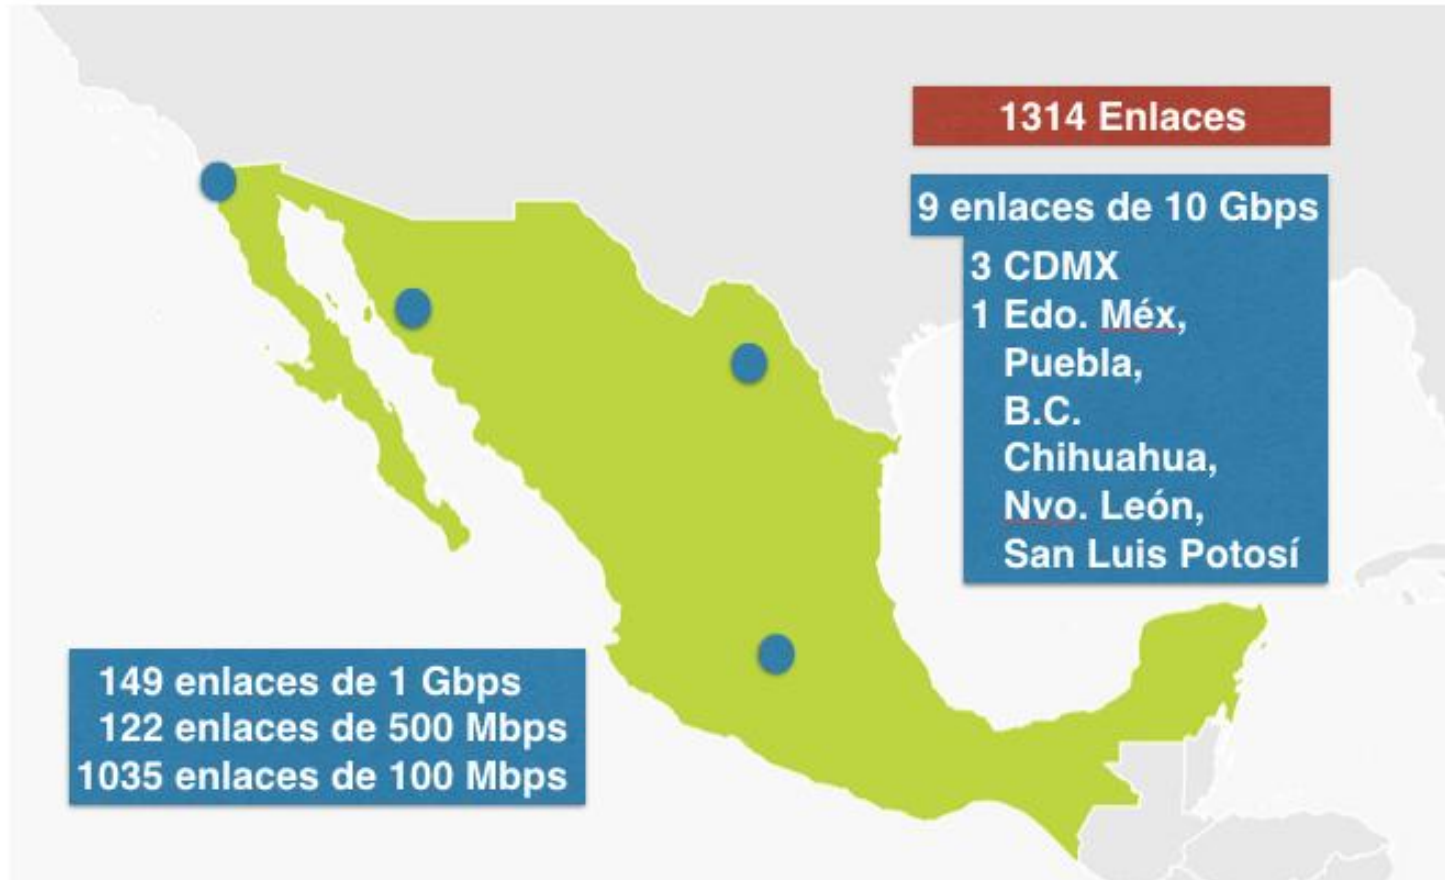 1314 Enlaces
9 enlaces de 10 Gbps
3 CDMX
1 Edo. Méx,
Puebla,
B.C.
Chihuahua,
Nvo. León,
San Luis Potosí
149 enlaces de 1 Gbps
122 enlaces de 500 Mbps
1035 enlaces de 100 Mbps